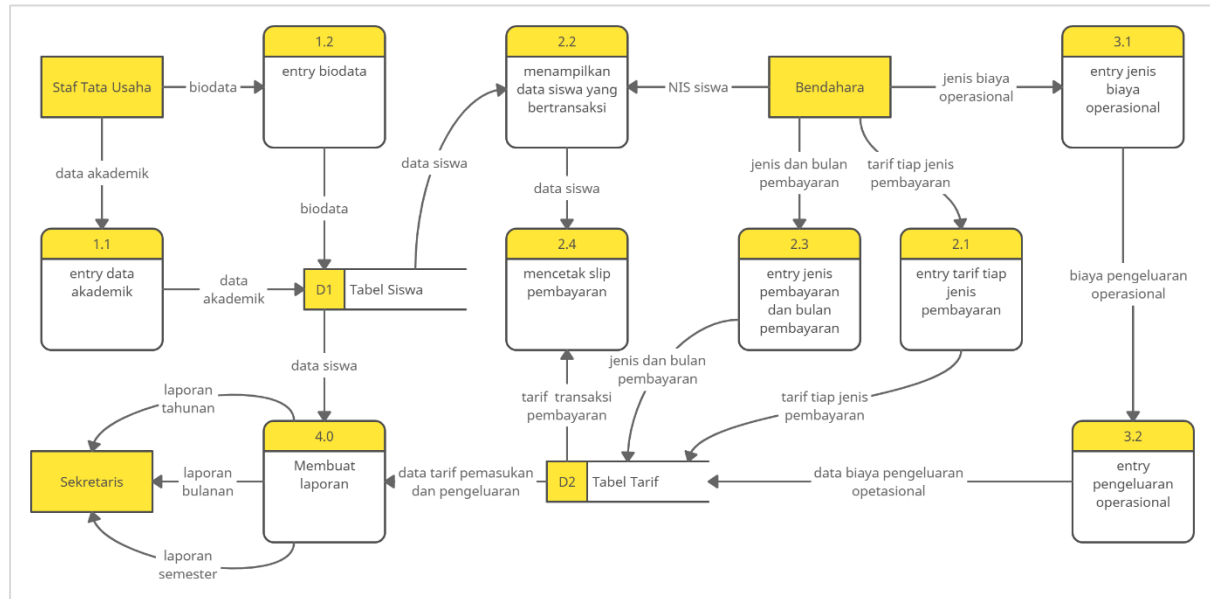 1.2
entry biodata
2.2
menampilkan
data siswa yang
bertransaksi
3.1
entry jenis
biaya
operasional
Staf Tata Usaha
biodata
NIS siswa
Bendahara
jenis biaya
operasional
data akademik
data siswa
jenis dan bulan
pembayaran
tarif tiap jenis
pembayaran
biodata
data siswa
1.1
entry data
akademik
data
akademik
D1
Tabel Siswa
2.4
mencetak slip
pembayaran
2.3
entry jenis
pembayaran
dan bulan
pembayaran
2.1
entry tarif tiap
jenis
pembayaran
biaya pengeluaran
operasional
data siswa
jenis dan bulan
pembayaran
laporan
tahunan
tarif transaksi
pembayaran
tarif tiap jenis
pembayaran
4.0
Membuat
laporan
Sekretaris
laporan
bulanan
data tarif pemasukan
dan pengeluaran
D2
Tabel Tarif
data biaya pengeluaran
opetasional
3.2
entry
pengeluaran
operasional
laporan
semester